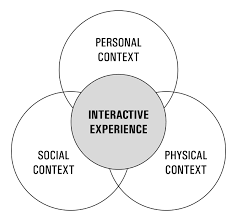 PERSONAL
CONTEXT
INTERACTIVE
EXPERIENCE
SOCIAL
CONTEXT
PHYSICAL
CONTEXT